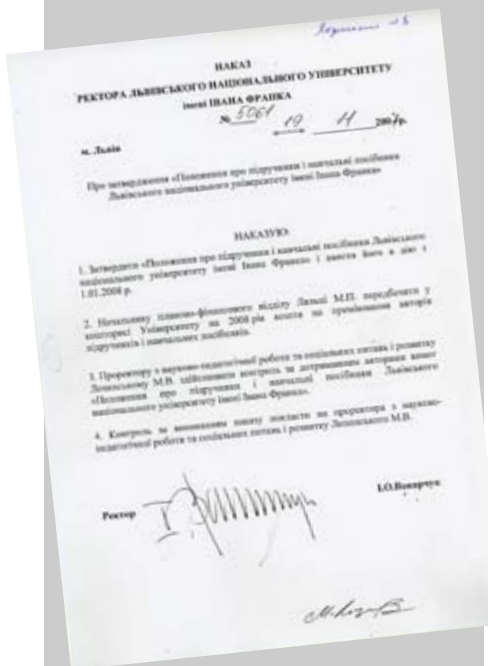 НАКАЗ
РЕКТОРА ЛЬВІВСЬКОГО НАЦІОНАЛЬНОГО УНІВЕРСИТЕТУ
імені ІВАНА ФРАНКА
№ 5061 19 11 2007р.
м. Львів
Про затвердження «Положення про підручники і навчальні посібники
Львівського національного університету імені Івана Франка»
НАКАЗУЮ:
1. Затвердити «Положення про підручники і навчальні посібники Львівського
національного університету імені Івана Франка» і ввести його в дію з
1.01.2008 р.
2. Начальнику планово-фінансового відділу М.П. передбачити у
кошторисі Університету на 2008 рік кошти на преміювання авторів
підручників і навчальних посібників.
3. Проректору з науково-педагогічної роботи та соціальних питань і розвитку
Лозинському М.В. здійснювати контроль за дотриманням авторами вимог
«Положення про підручники і навчальні посібники Львівського
національного університету імені Івана Франка».
4. Контроль за виконанням наказу покласти на проректора з науково-
педагогічної роботи та соціальних питань і розвитку Лозинського М.В.
Ректор І.О.Вакарчук